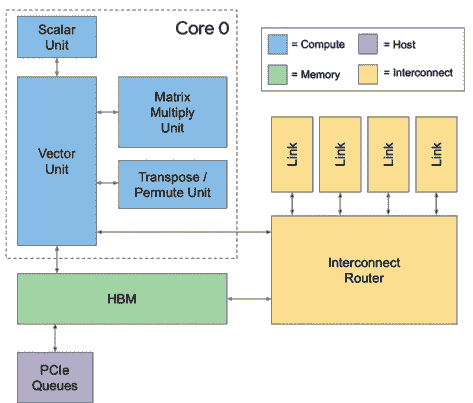 Core 0
Scalar
Unit
Vector
Unit
Matrix
Multiply
Unit
Transpose /
Permute Unit
HBM
PCIe
Queues
= Compute
= Host
= Memory
= Interconnect
Link
Link
Link
Link
Interconnect
Router